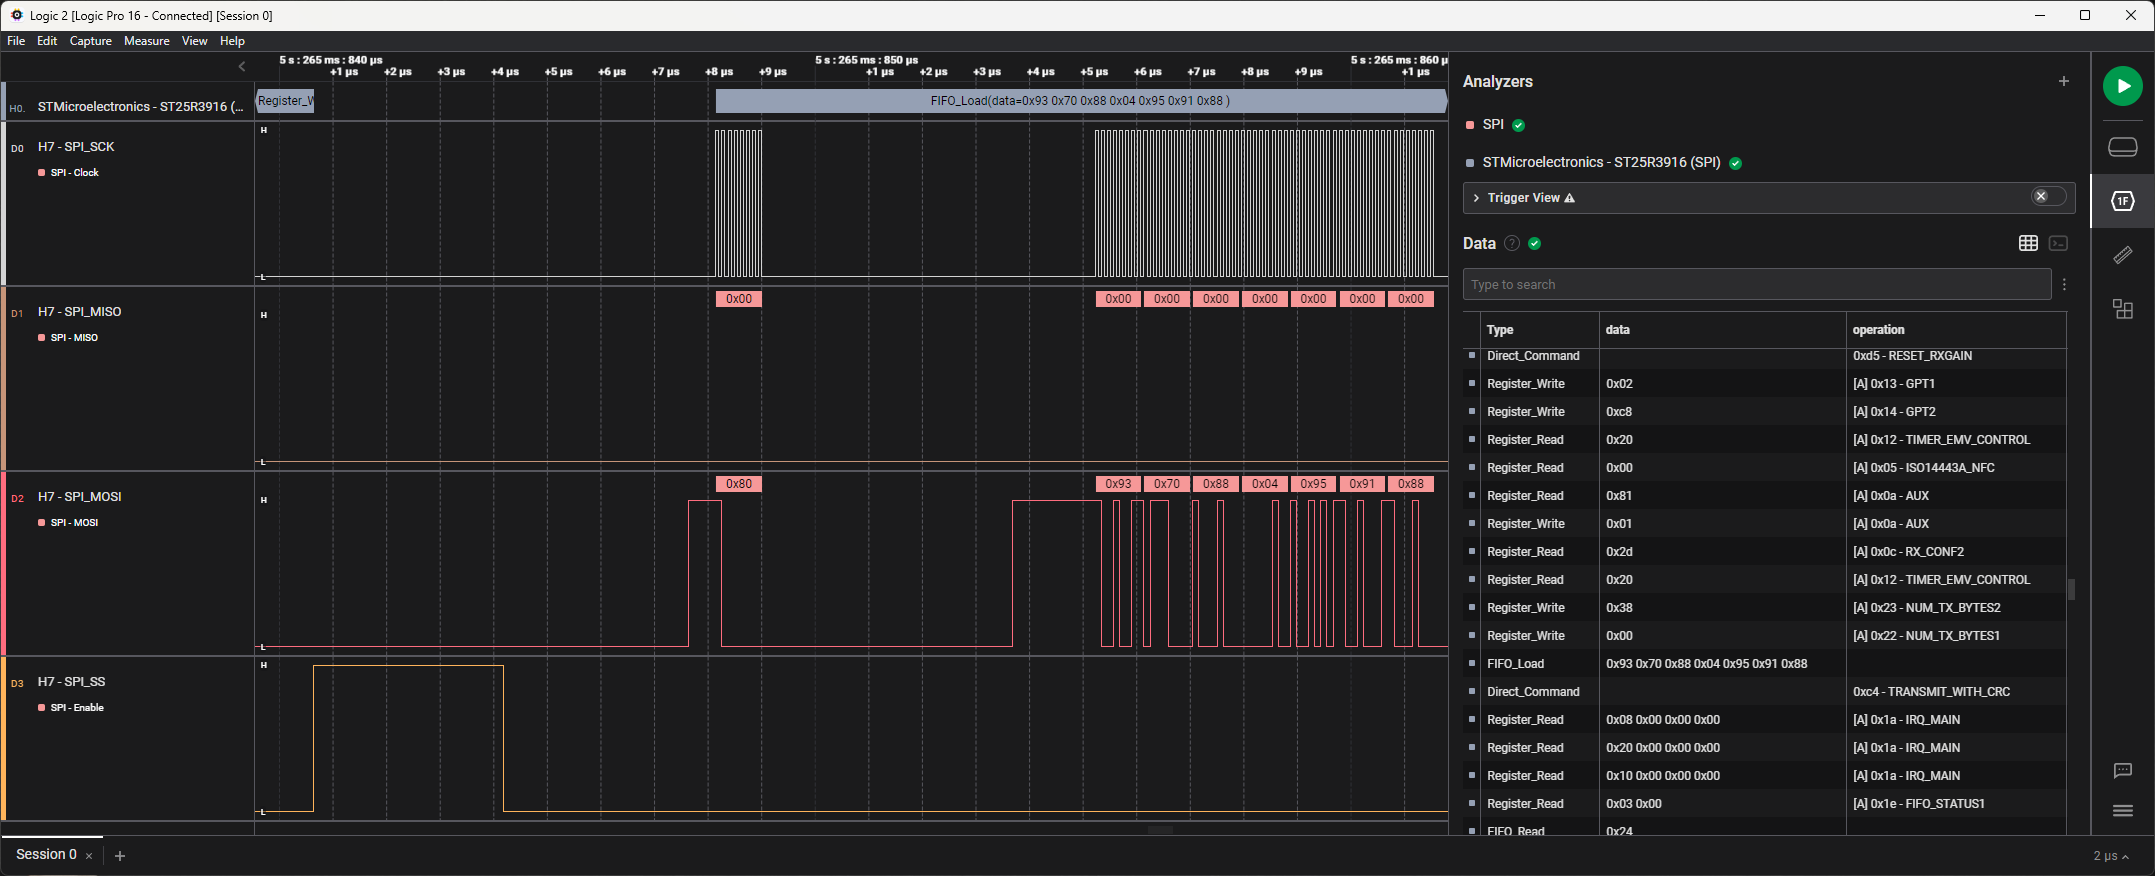 Logic 2 [Logic Pro 16 - Connected] [Session 0]
File Edit Capture Measure View Help
5 s : 265 ms : 840 µs 5 s : 265 ms : 850 µs 5 s : 265 ms : 860 µ
+1 µs +2 µs +3 µs +4 µs +5 µs +6 µs +7 µs +8 µs +9 µs +1 µs +2 µs +3 µs +4 µs +5 µs +6 µs +7 µs +8 µs +9 µs +1 µs
H0. STMicroelectronics - ST25R3916 (...
Register_W FIFO_Load(data=0x93 0x70 0x88 0x04 0x95 0x91 0x88 )
D0 H7 - SPI_SCK
SPI - Clock
H
L
D1 H7 - SPI_MISO
SPI - MISO
0x00 0x00 0x00 0x00 0x00 0x00 0x00 0x00
H
L
D2 H7 - SPI_MOSI
SPI - MOSI
0x80 0x93 0x70 0x88 0x04 0x95 0x91 0x88
H
L
D3 H7 - SPI_SS
SPI - Enable
H
L
Session 0
Analyzers
SPI
STMicroelectronics - ST25R3916 (SPI)
Trigger View
Data
Type to search
Type data operation
Direct_Command 0xd5 - RESET_RXGAIN
Register_Write 0x02 [A] 0x13 - GPT1
Register_Write 0xc8 [A] 0x14 - GPT2
Register_Read 0x20 [A] 0x12 - TIMER_EMV_CONTROL
Register_Read 0x00 [A] 0x05 - ISO14443A_NFC
Register_Read 0x81 [A] 0x0a - AUX
Register_Write 0x01 [A] 0x0a - AUX
Register_Read 0x2d [A] 0x0c - RX_CONF2
Register_Read 0x20 [A] 0x12 - TIMER_EMV_CONTROL
Register_Write 0x38 [A] 0x23 - NUM_TX_BYTES2
Register_Write 0x00 [A] 0x22 - NUM_TX_BYTES1
FIFO_Load 0x93 0x70 0x88 0x04 0x95 0x91 0x88
Direct_Command 0xc4 - TRANSMIT_WITH_CRC
Register_Read 0x08 0x00 0x00 0x00 [A] 0x1a - IRQ_MAIN
Register_Read 0x20 0x00 0x00 0x00 [A] 0x1a - IRQ_MAIN
Register_Read 0x10 0x00 0x00 0x00 [A] 0x1a - IRQ_MAIN
Register_Read 0x03 0x00 [A] 0x1e - FIFO_STATUS1
FIFO_Read 0x24
1F
2 µs